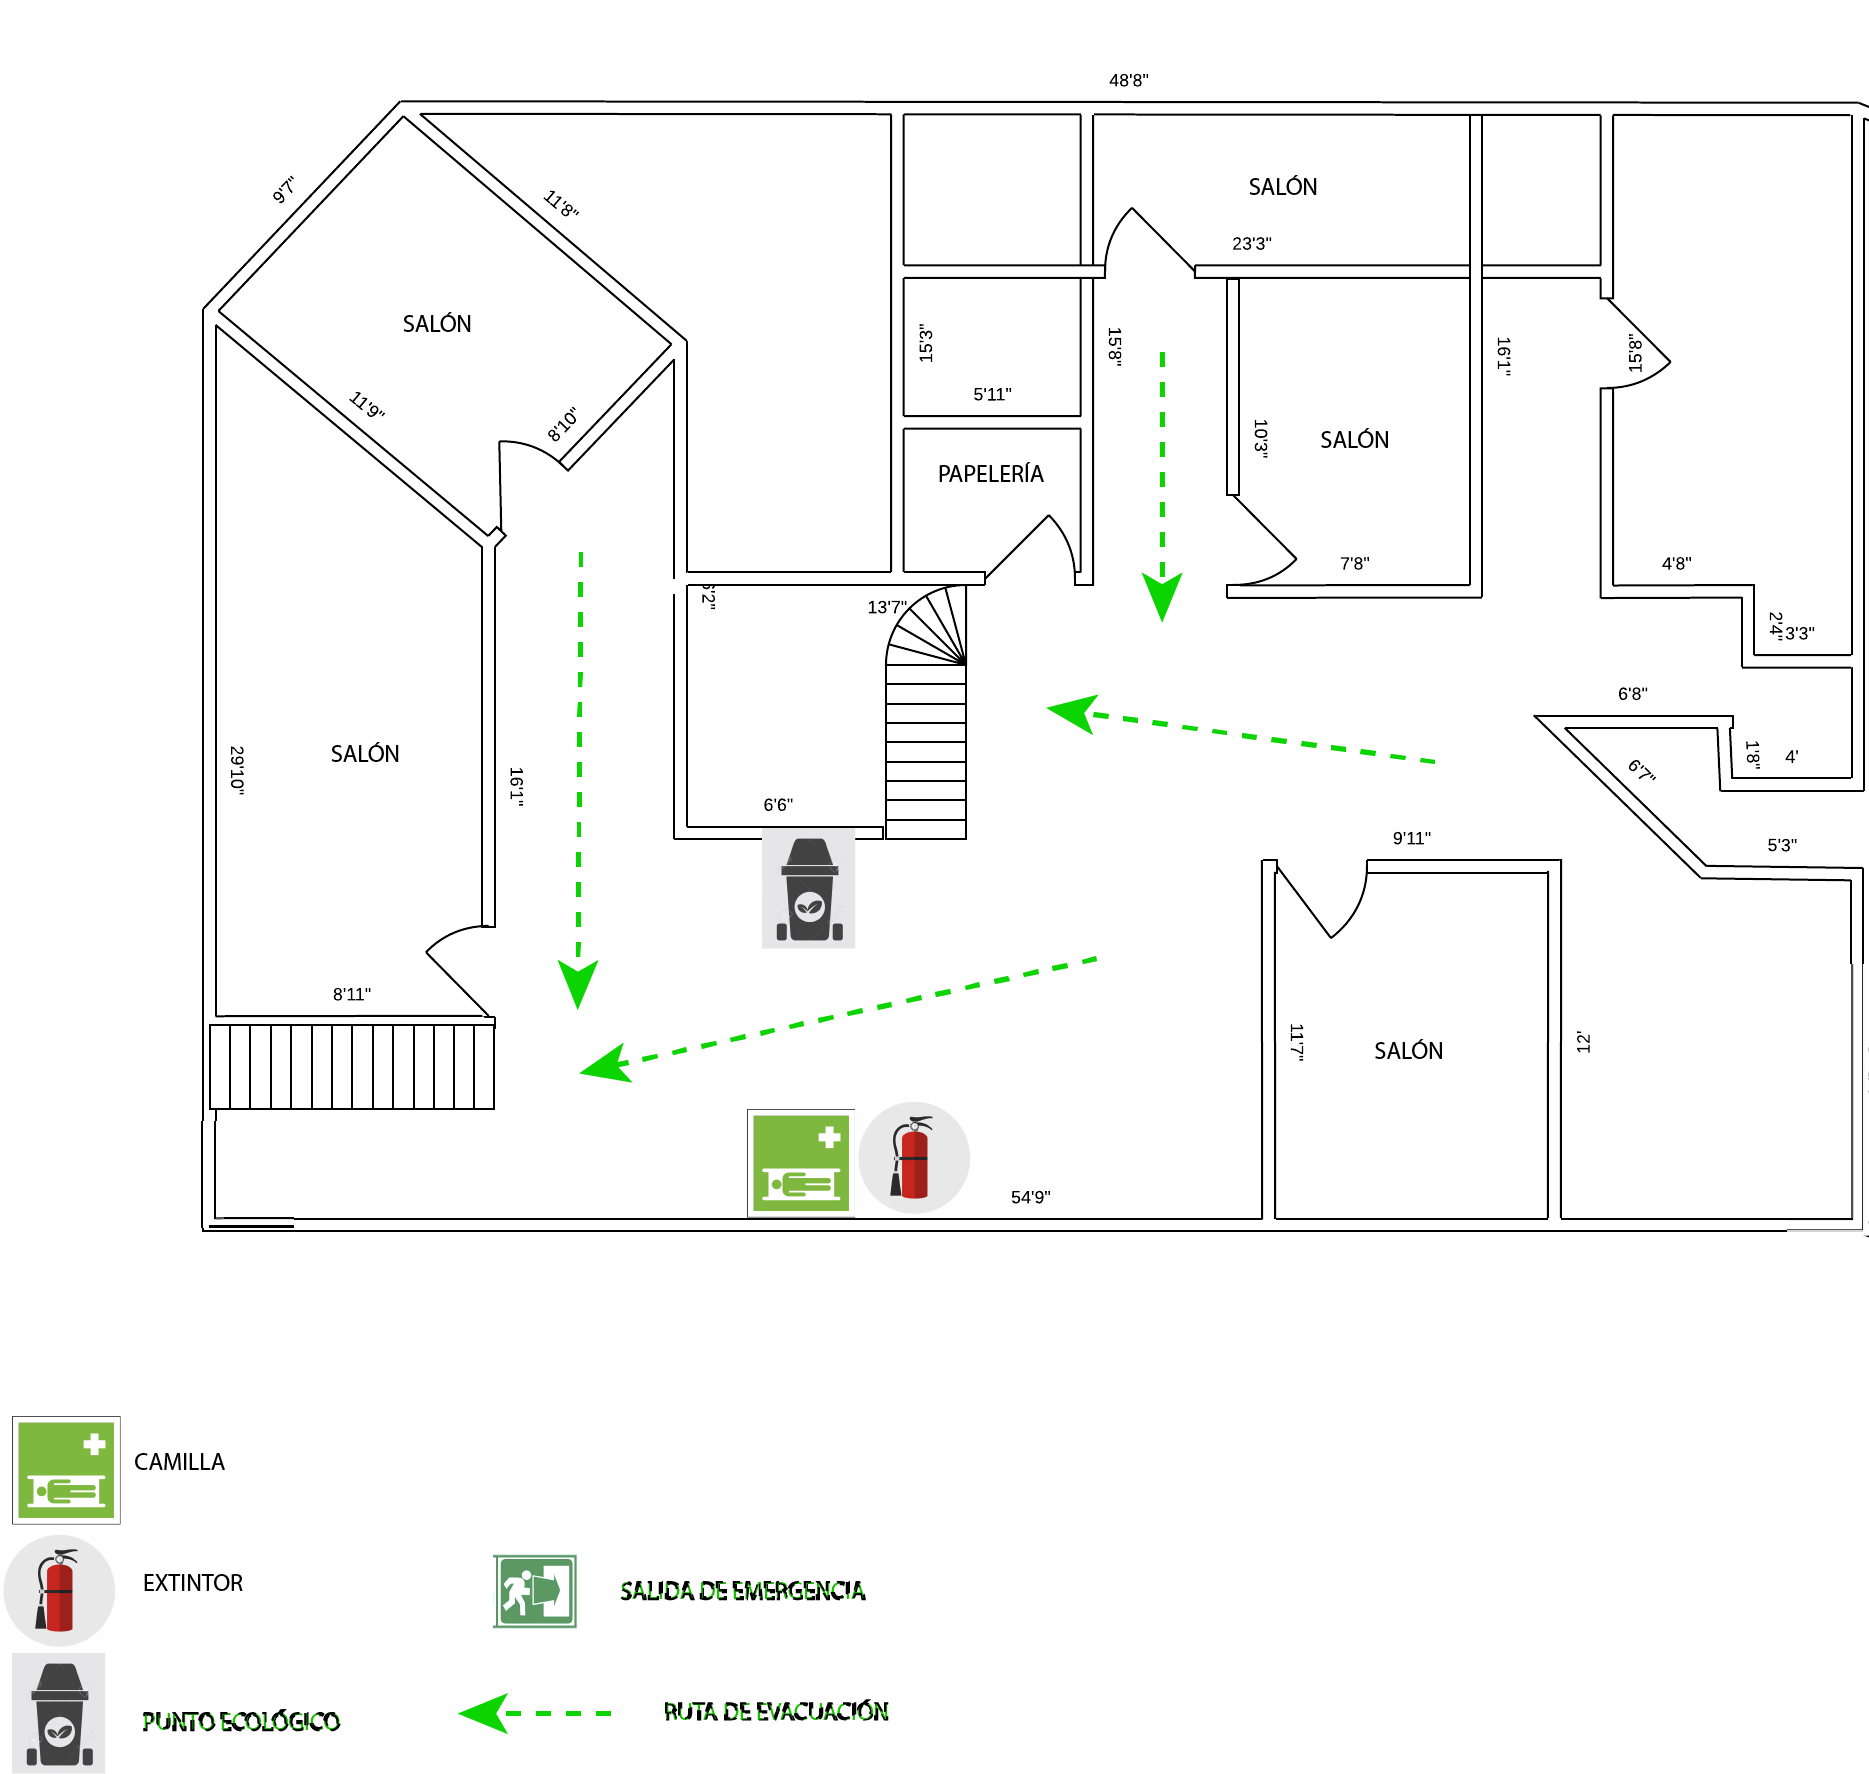 48'8"
9'7"
11'8"
SALÓN
23'3"
SALÓN
15'3"
15'8"
16'1"
15'8"
11'9"
8'10"
5'11"
10'3"
SALÓN
PAPELERÍA
7'8"
4'8"
13'7"
2'4"
3'3"
6'8"
29'10"
SALÓN
16'1"
6'6"
6'7"
1'8"
4'
9'11"
5'3"
8'11"
11'7"
SALÓN
12'
54'9"
CAMILLA
EXTINTOR
SALIDA DE EMERGENCIA
PUNTO ECOLÓGICO
RUTA DE EVACUACIÓN